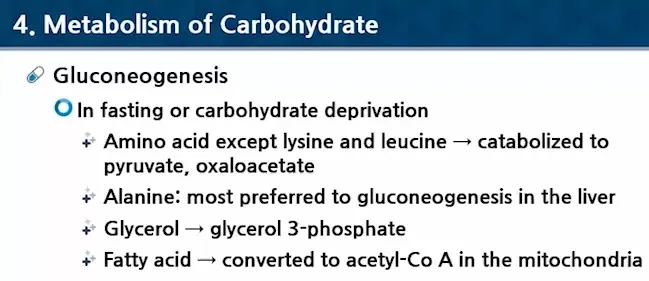 4. Metabolism of Carbohydrate
Gluconeogenesis
In fasting or carbohydrate deprivation
Amino acid except lysine and leucine → catabolized to
pyruvate, oxaloacetate
Alanine: most preferred to gluconeogenesis in the liver
Glycerol → glycerol 3-phosphate
Fatty acid → converted to acetyl-Co A in the mitochondria